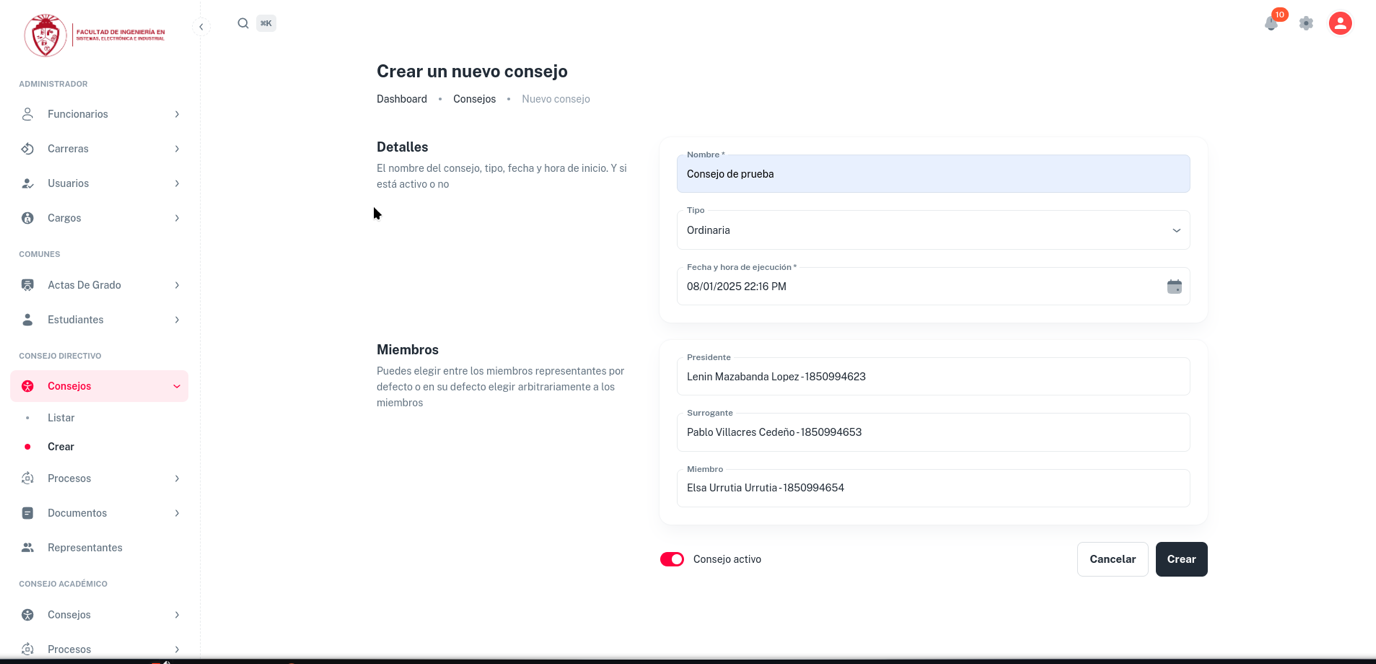 FACULTAD DE INGENIERÍA EN
SISTEMAS, ELECTRÓNICA E INDUSTRIAL
⌘K
10
ADMINISTRADOR
Funcionarios
Carreras
Usuarios
Cargos
COMUNES
Actas De Grado
Estudiantes
CONSEJO DIRECTIVO
Consejos
Listar
Crear
Procesos
Documentos
Representantes
CONSEJO ACADÉMICO
Consejos
Procesos
Crear un nuevo consejo
Dashboard • Consejos • Nuevo consejo
Detalles
El nombre del consejo, tipo, fecha y hora de inicio. Y si
está activo o no
Nombre *
Consejo de prueba
Tipo
Ordinaria
Fecha y hora de ejecución *
08/01/2025 22:16 PM
Miembros
Puedes elegir entre los miembros representantes por
defecto o en su defecto elegir arbitrariamente a los
miembros
Presidente
Lenin Mazabanda Lopez - 1850994623
Surrogante
Pablo Villacres Cedeño - 1850994653
Miembro
Elsa Urrutia Urrutia - 1850994654
Consejo activo
Cancelar
Crear